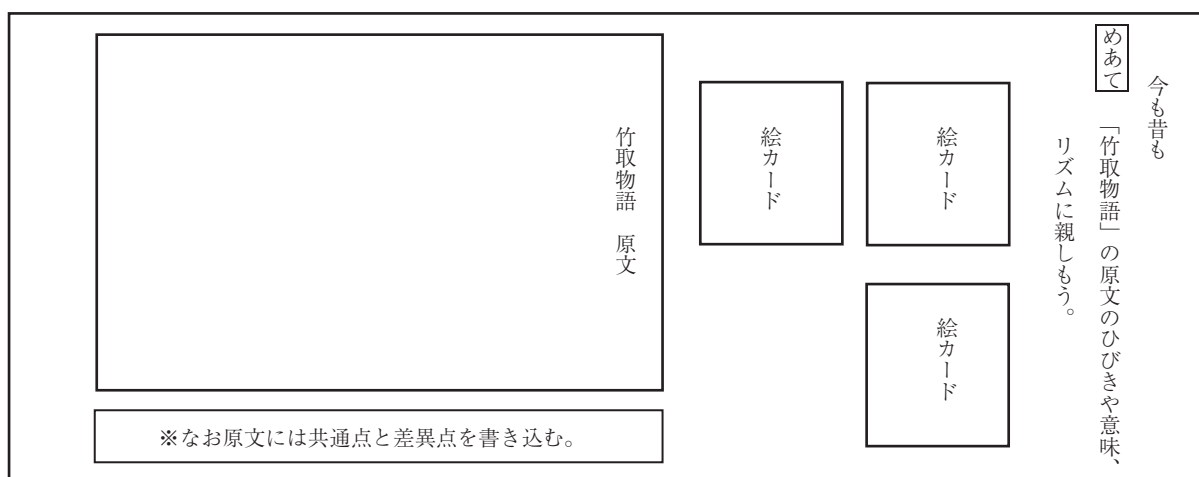 今も昔も
めあて 「竹取物語」の原文のひびきや意味、
リズムに親しもう。
絵カード
絵カード
絵カード
竹取物語　原文
※なお原文には共通点と差異点を書き込む。